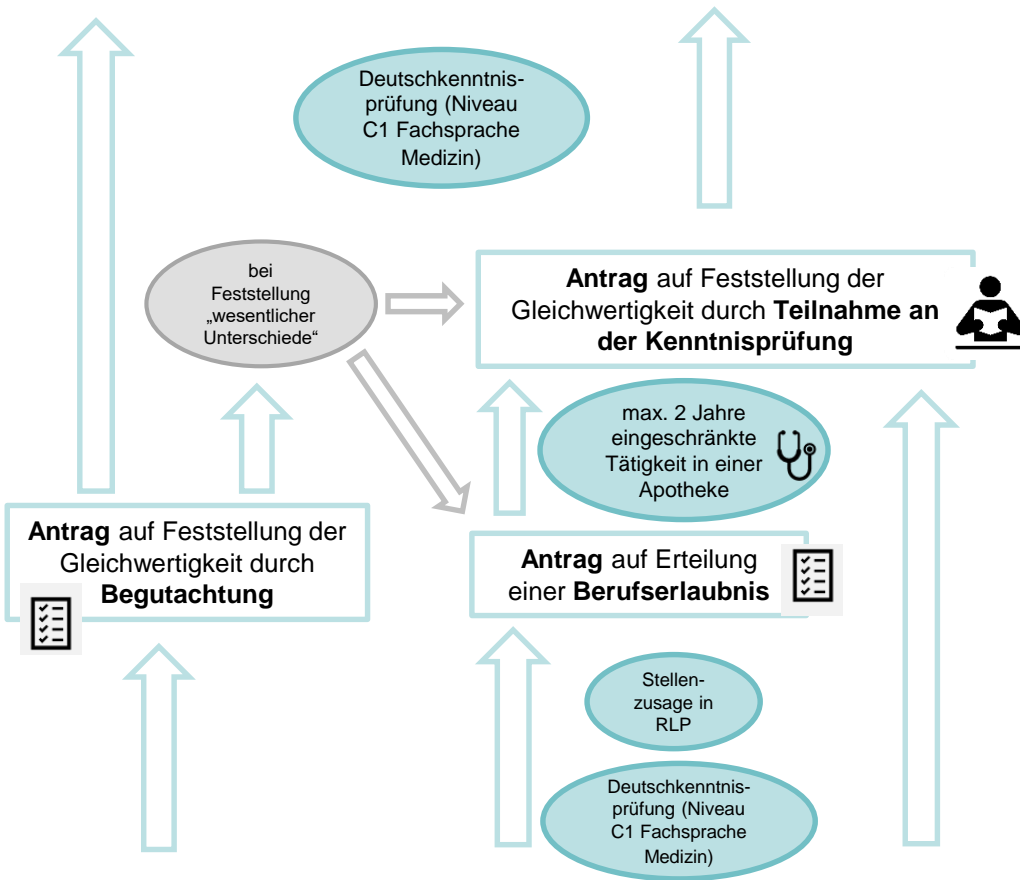 Deutschkenntnis-
prüfung (Niveau
C1 Fachsprache
Medizin)
bei
Feststellung
„wesentlicher
Unterschiede“
Antrag auf Feststellung der
Gleichwertigkeit durch Teilnahme an
der Kenntnisprüfung
max. 2 Jahre
eingeschränkte
Tätigkeit in einer
Apotheke
Antrag auf Feststellung der
Gleichwertigkeit durch
Begutachtung
Antrag auf Erteilung
einer Berufserlaubnis
Stellen-
zusage in
RLP
Deutschkenntnis-
prüfung (Niveau
C1 Fachsprache
Medizin)